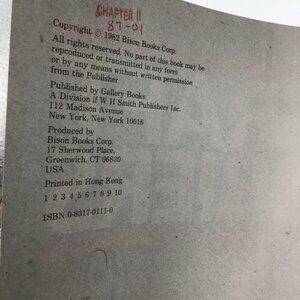 CHAPTER II
87-01
Copyright © 1982 Bison Books Corp.
All rights reserved. No part of this book may be
reproduced or transmitted in any form
or by any means without written permission
from the Publisher
Published by Gallery Books
A Division if W H Smith Publishers Inc.
112 Madison Avenue
New York, New York 10016
Produced by
Bison Books Corp.
17 Sherwood Place,
Greenwich, CT 06830
USA
Printed in Hong Kong
1 2 3 4 5 6 7 8 9 10
ISBN 0-8317-0111-0